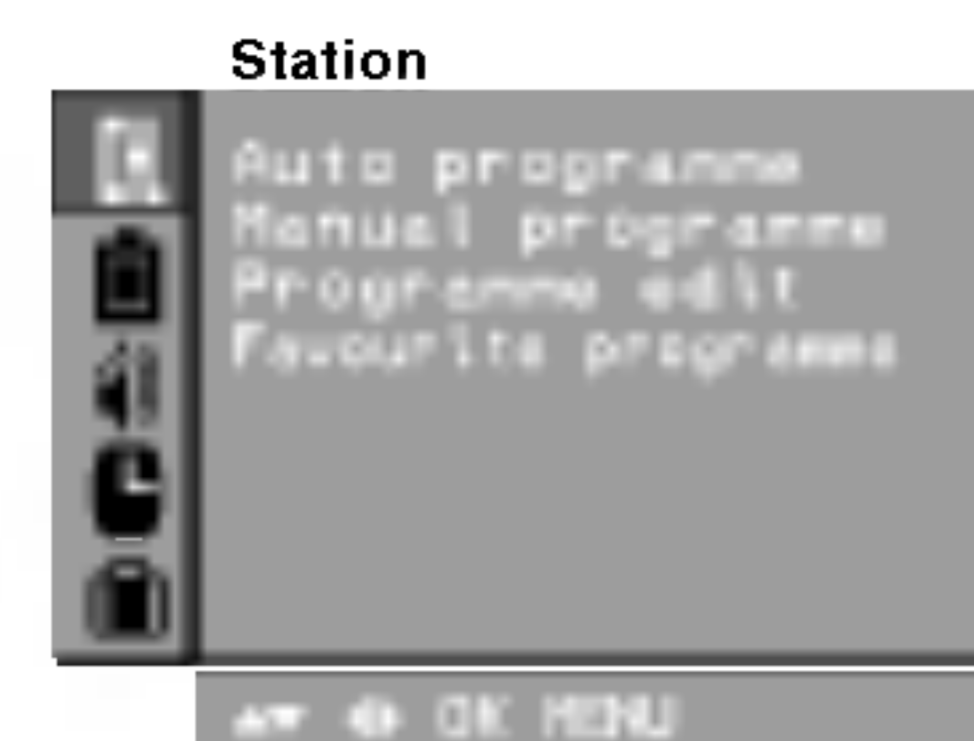 Station
Auto programme
Manual programme
Programme edit
Favourite programme
▲▼ ◀▶ OK MENU